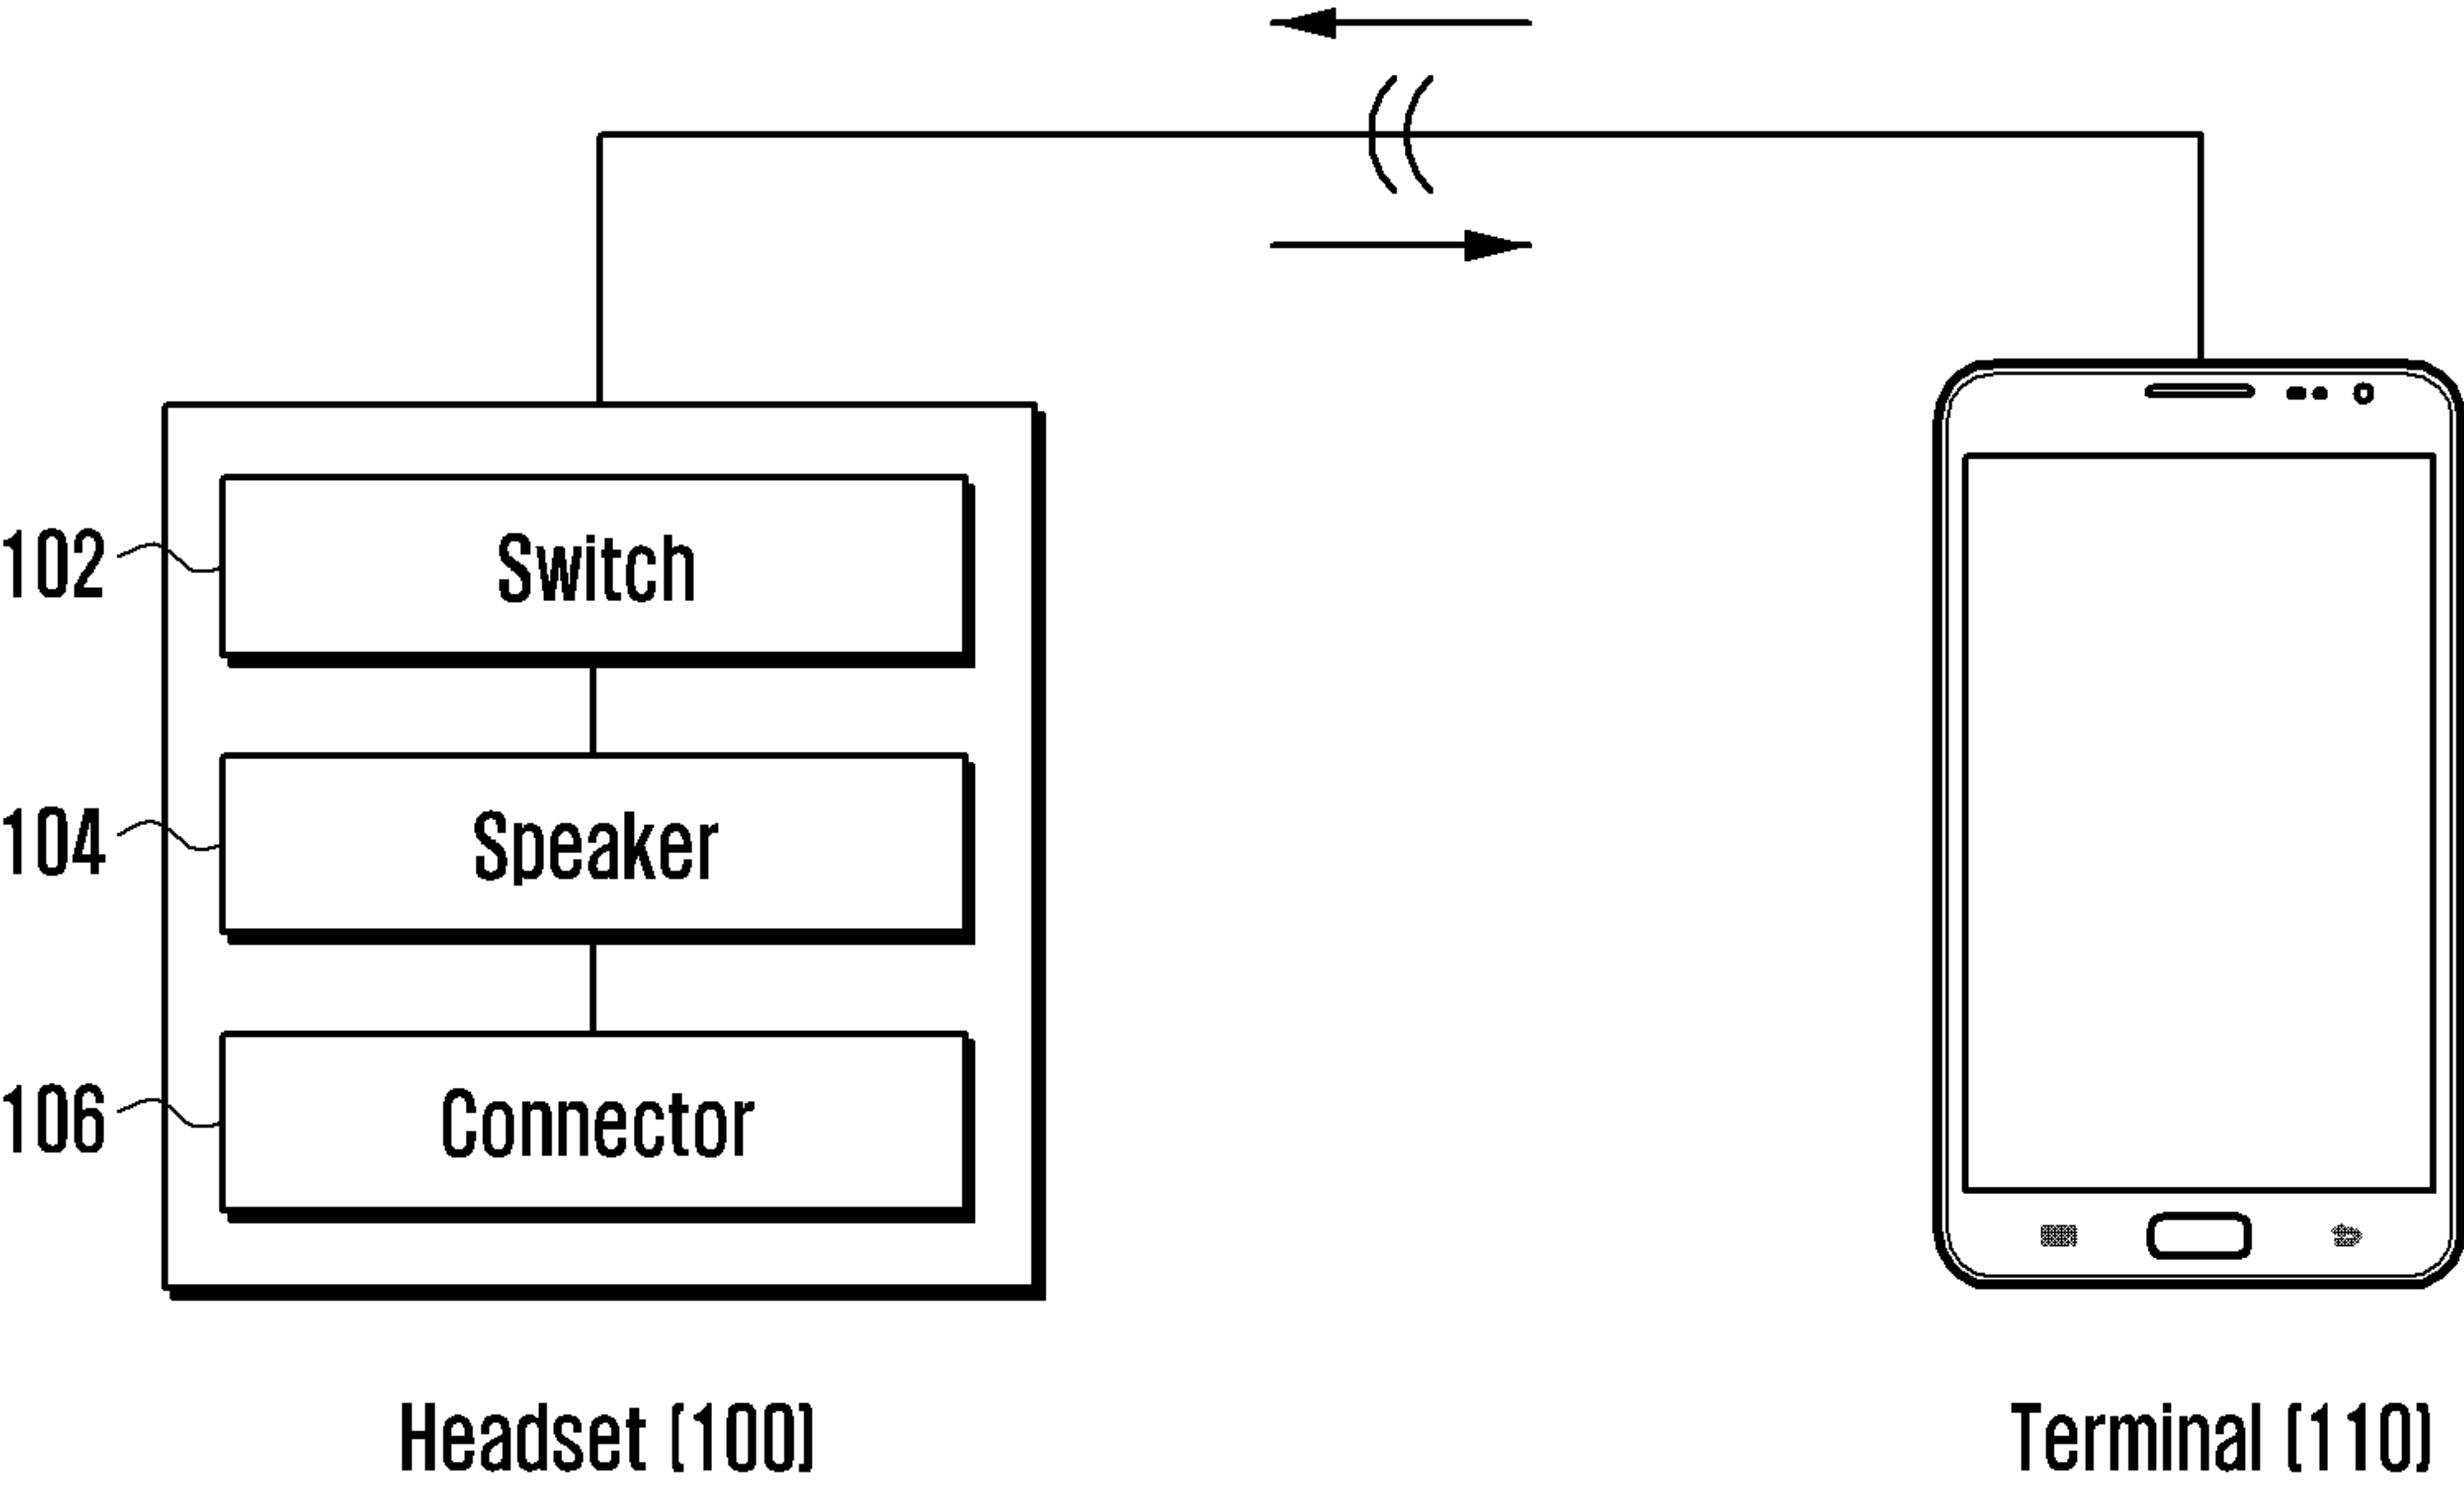 102
Switch
104
Speaker
106
Connector
Headset (100)
Terminal (110)